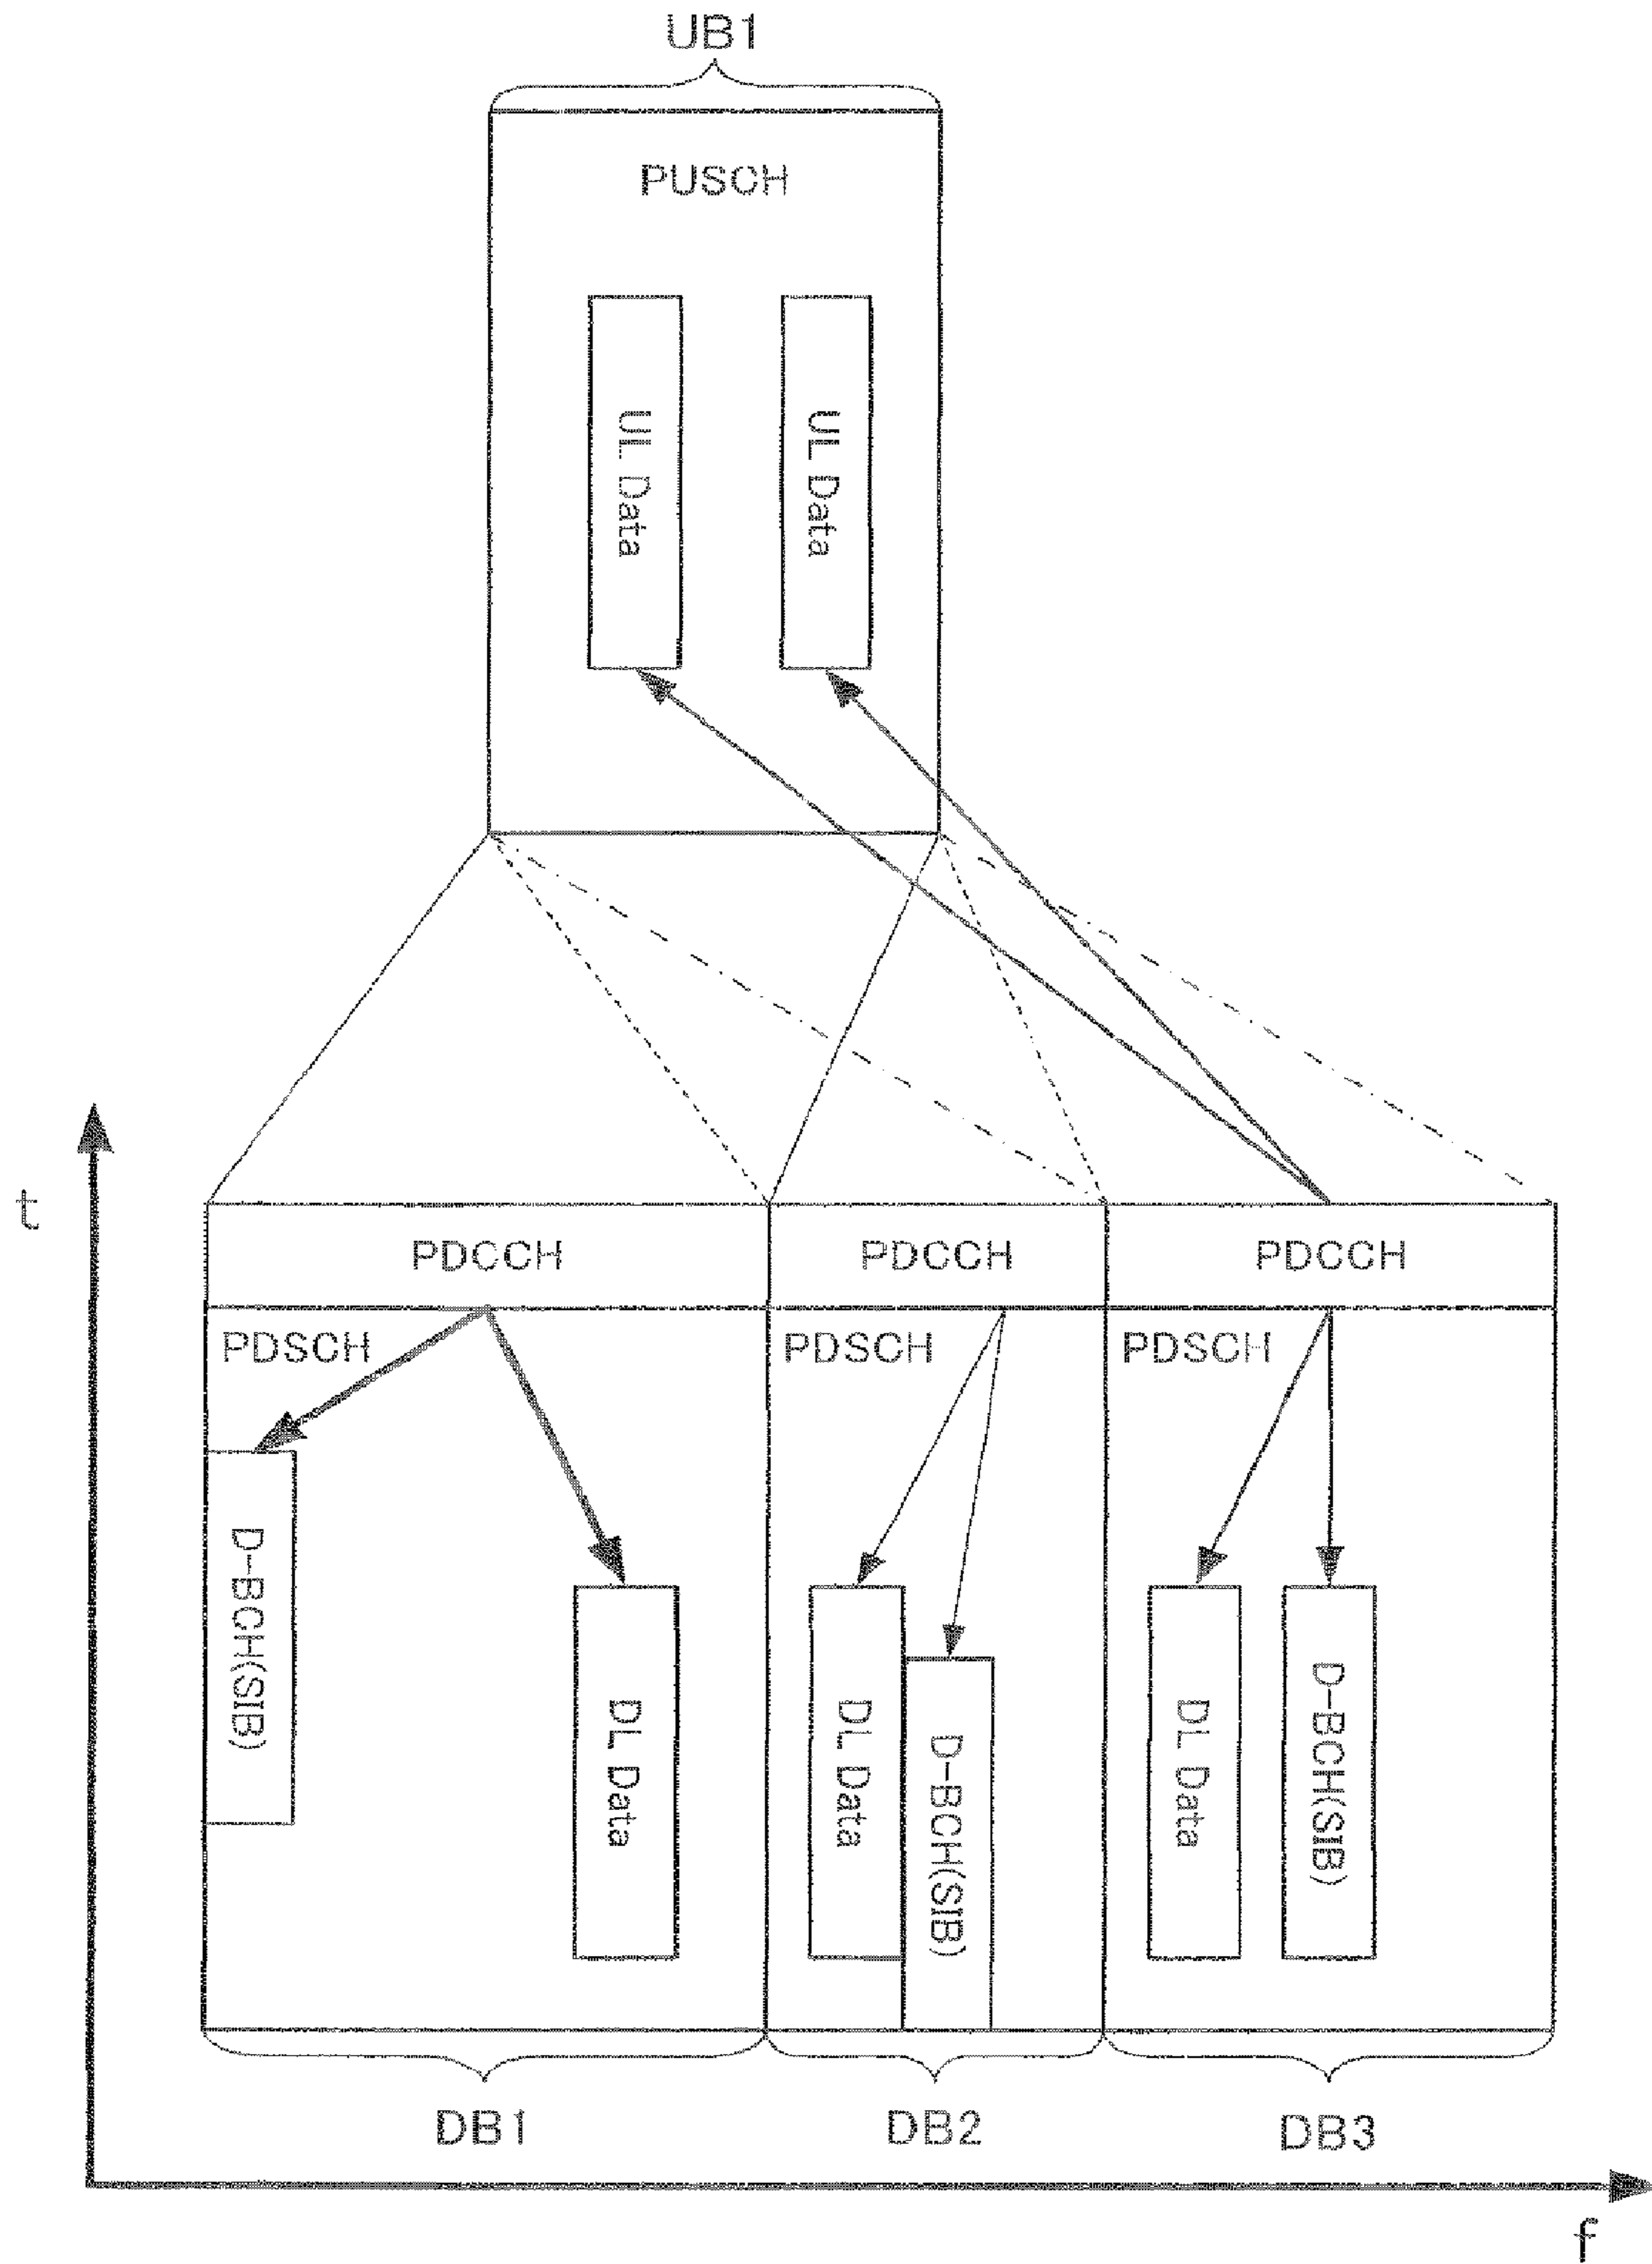 UB1
PUSCH
UL Data
UL Data
t
PDCCH
PDCCH
PDCCH
PDSCH
PDSCH
PDSCH
D-BCH(SIB)
DL Data
DL Data
D-BCH(SIB)
DL Data
D-BCH(SIB)
DB1
DB2
DB3
f